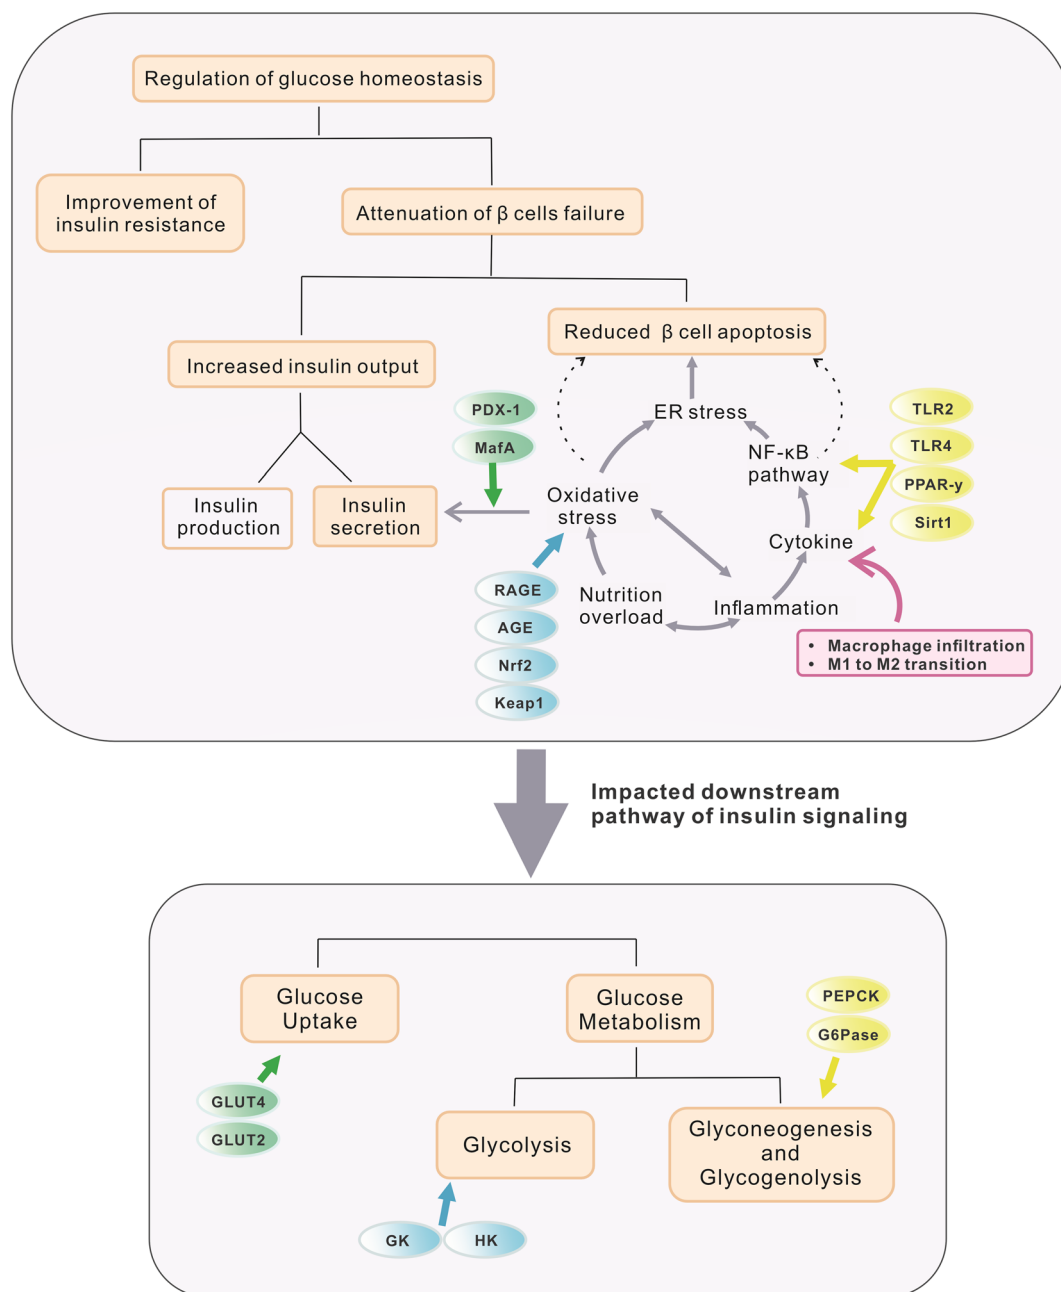 Regulation of glucose homeostasis
Improvement of
insulin resistance
Attenuation of β cells failure
Increased insulin output
Reduced β cell apoptosis
Insulin
production
Insulin
secretion
PDX-1
MafA
ER stress
NF-κB
pathway
Oxidative
stress
Cytokine
Nutrition
overload
Inflammation
TLR2
TLR4
PPAR-y
Sirt1
RAGE
AGE
Nrf2
Keap1
• Macrophage infiltration
• M1 to M2 transition
Impacted downstream
pathway of insulin signaling
Glucose
Uptake
Glucose
Metabolism
PEPCK
G6Pase
GLUT4
GLUT2
Glycolysis
Glyconeogenesis
and
Glycogenolysis
GK
HK